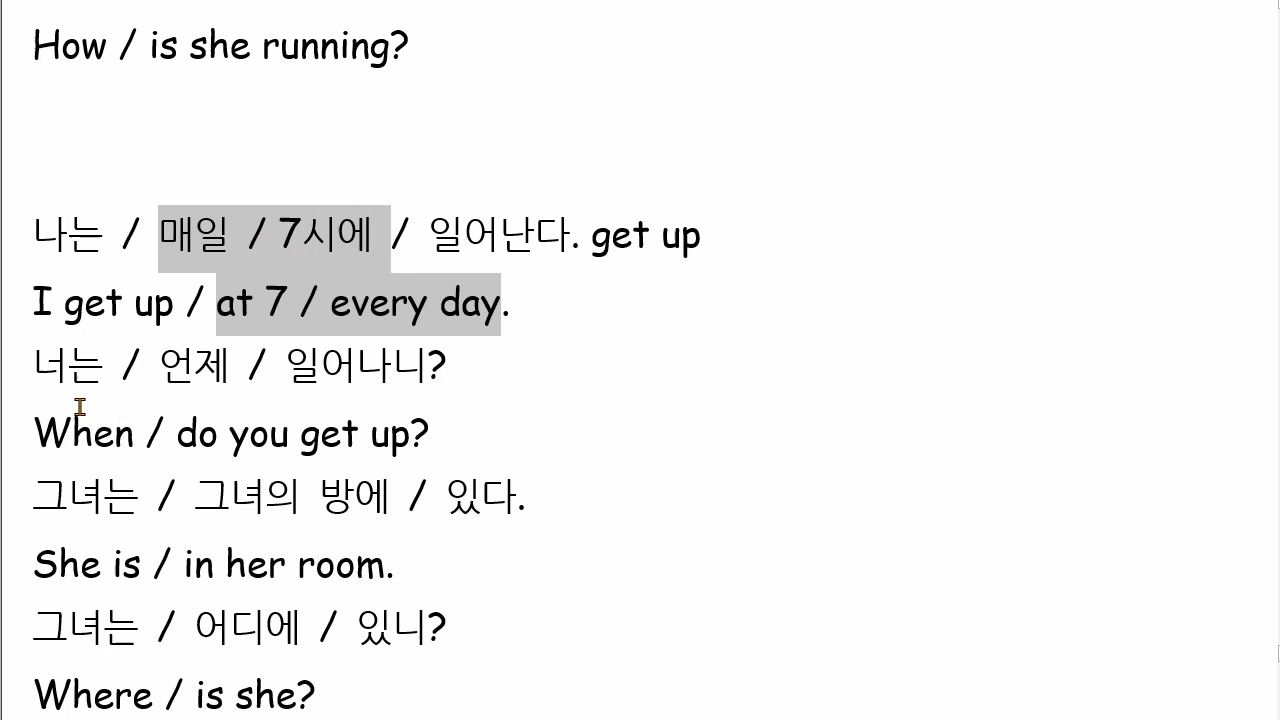 How / is she running?
나는 / 매일 / 7시에 / 일어난다. get up
I get up / at 7 / every day.
너는 / 언제 / 일어나니?
When / do you get up?
그녀는 / 그녀의 방에 / 있다.
She is / in her room.
그녀는 / 어디에 / 있니?
Where / is she?